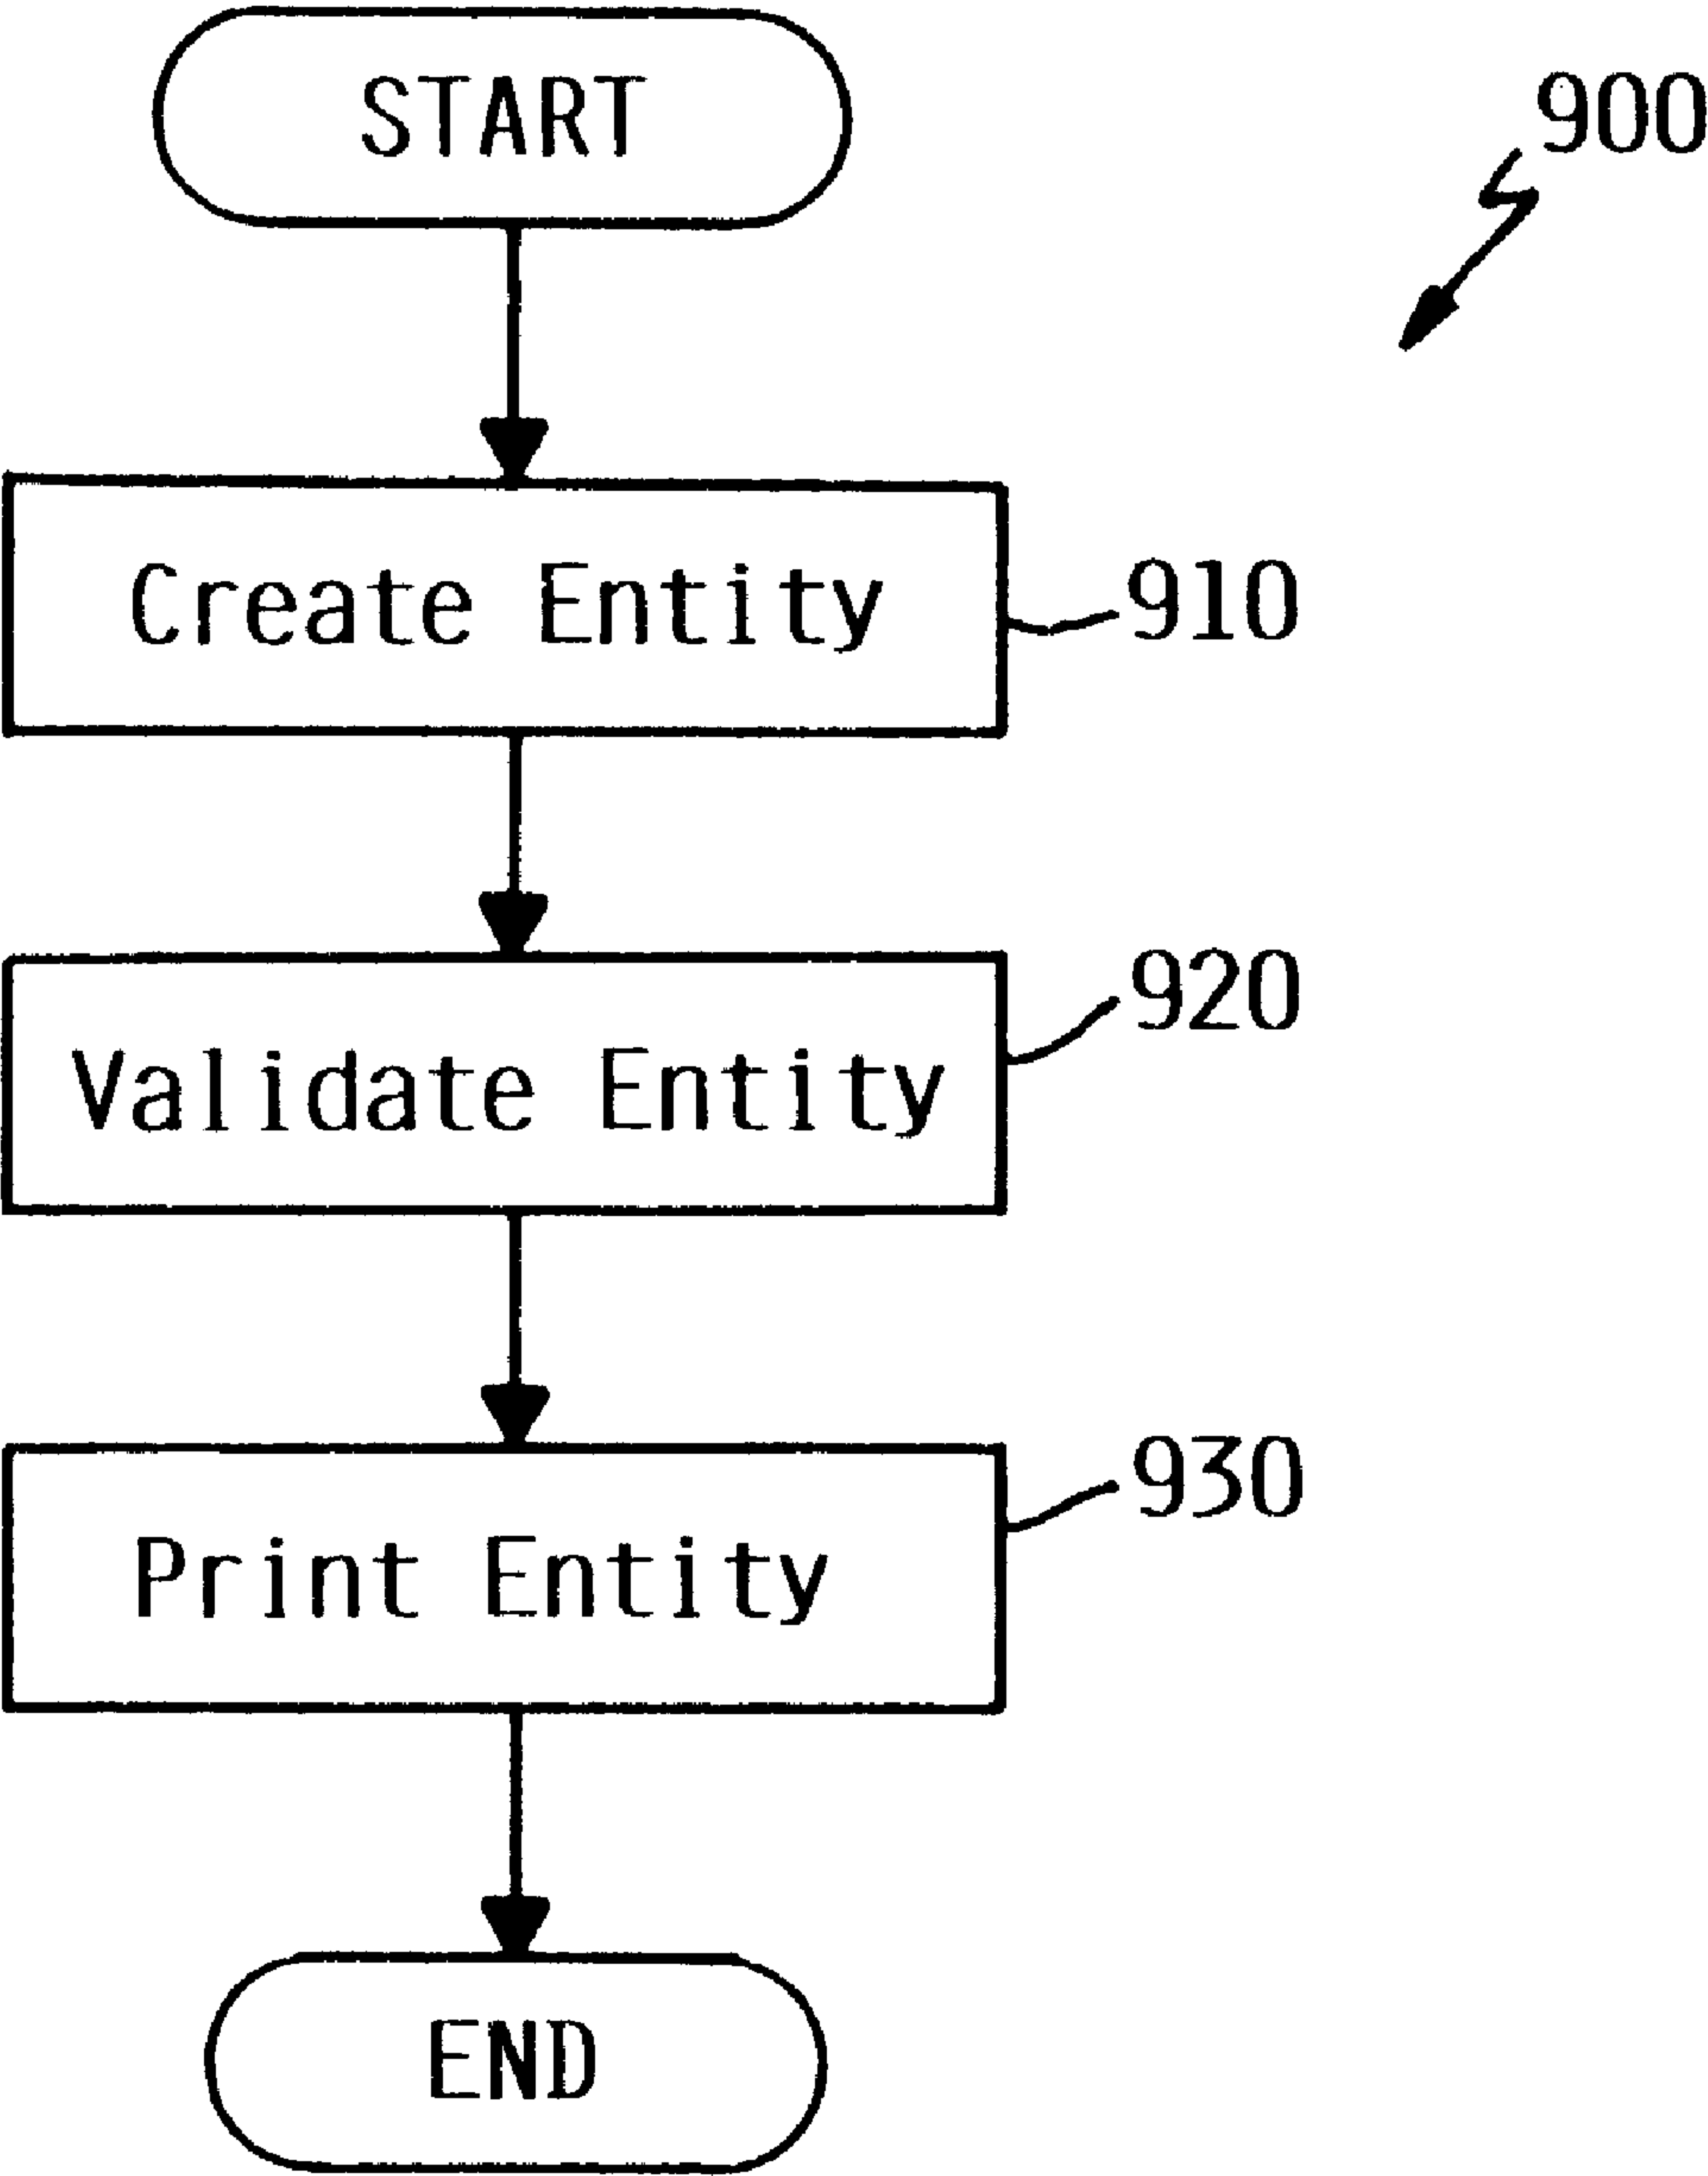 START
900
Create Entity
910
920
Validate Entity
930
Print Entity
END